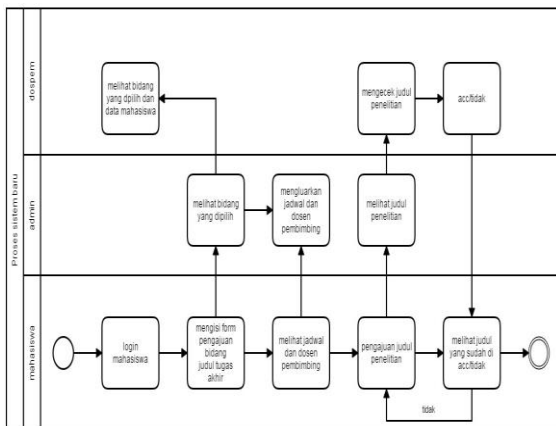 Proses sistem baru
dospem
melihat bidang
yang dpilih dan
data mahasiswa
mengecek judul
penelitian
acc/tidak
admin
melihat bidang
yang dipilih
mengluarkan
jadwal dan
dosen
pembimbing
melihat judul
penelitian
mahasiswa
login
mahasiswa
mengisi form
pengajuan
bidang
judul tugas
akhir
melihat jadwal
dan dosen
pembimbing
pengajuan judul
penelitian
melihat judul
yang sudah di
acc/tidak
tidak